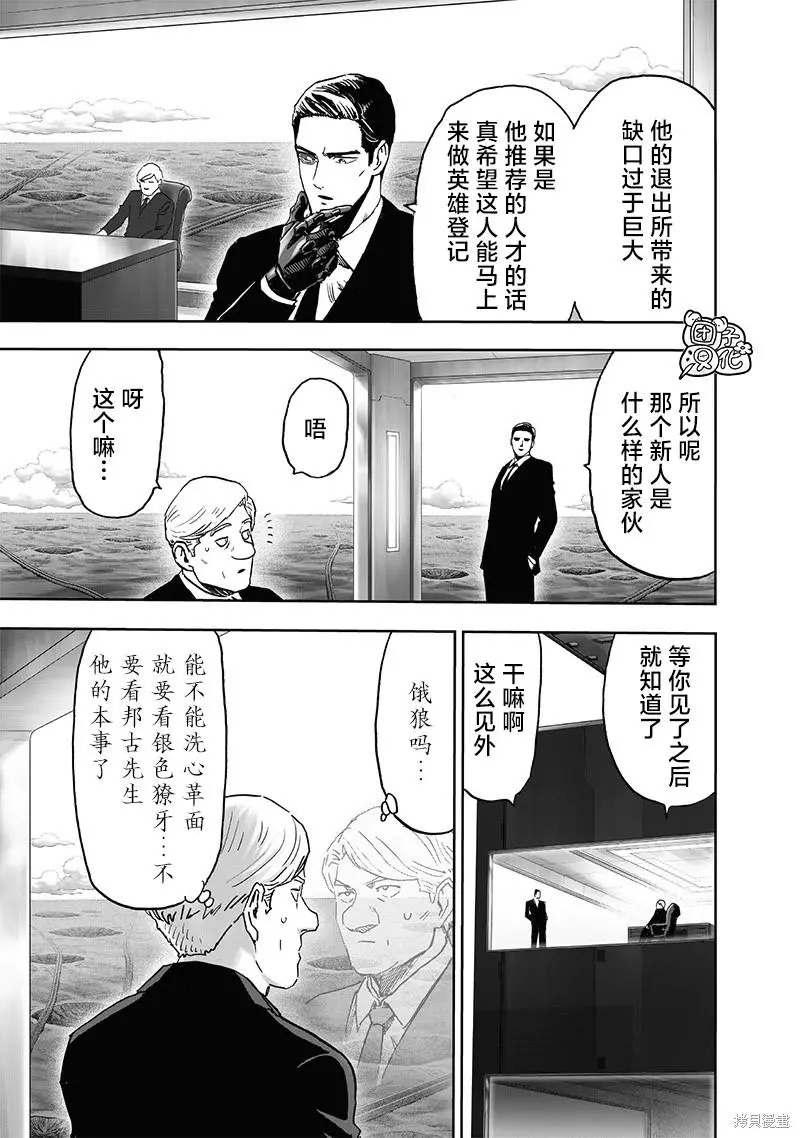 他的退出所带来的
缺口过于巨大
如果是
他推荐的人才的话
真希望这人能马上
来做英雄登记
团子
汉化
所以呢
那个新人是
什么样的家伙
唔
呀
这个嘛…
等你见了之后
就知道了
干嘛啊
这么见外
饿狼吗…
能不能洗心革面
就要看银色獠牙…不
要看邦古先生
他的本事了
拷贝漫畫